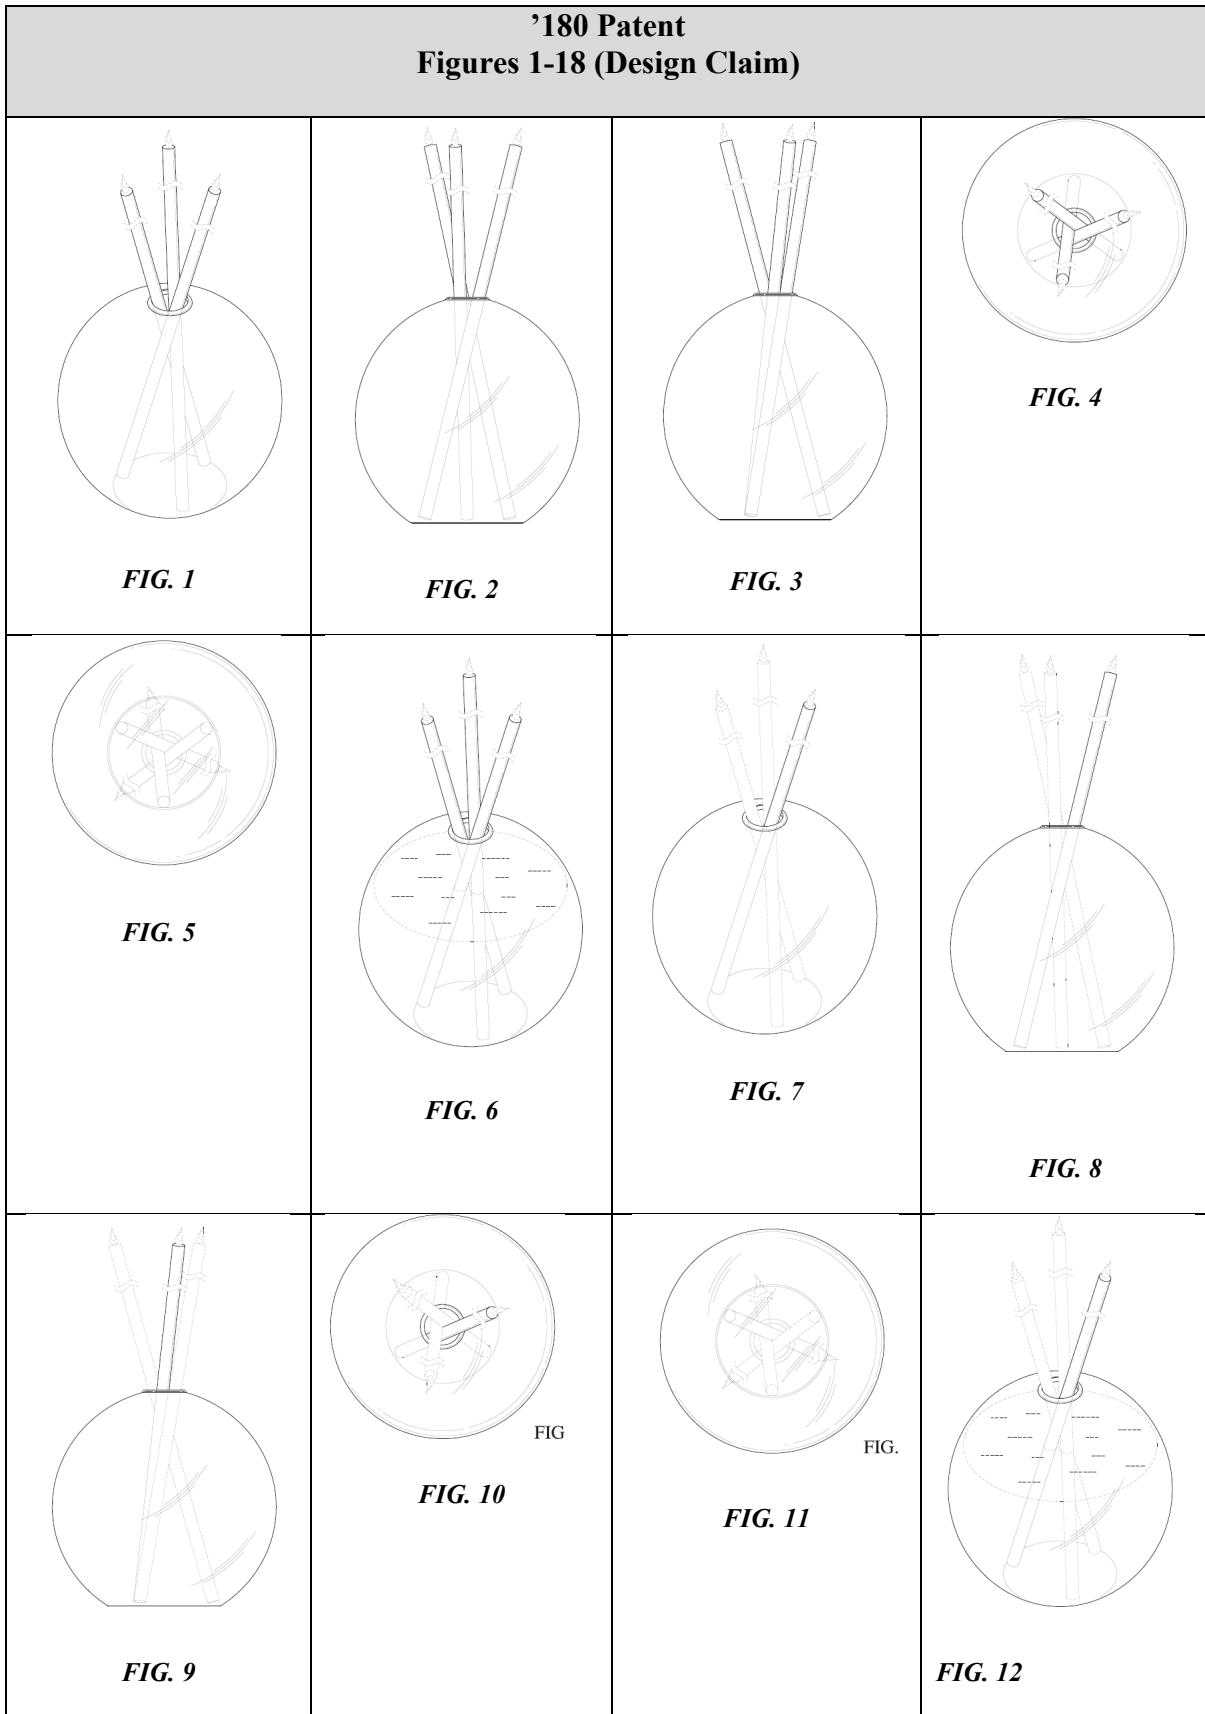 ’180 Patent
Figures 1-18 (Design Claim)
FIG. 1
FIG. 2
FIG. 3
FIG. 4
FIG. 5
FIG. 6
FIG. 7
FIG. 8
FIG. 9
FIG
FIG. 10
FIG.
FIG. 11
FIG. 12